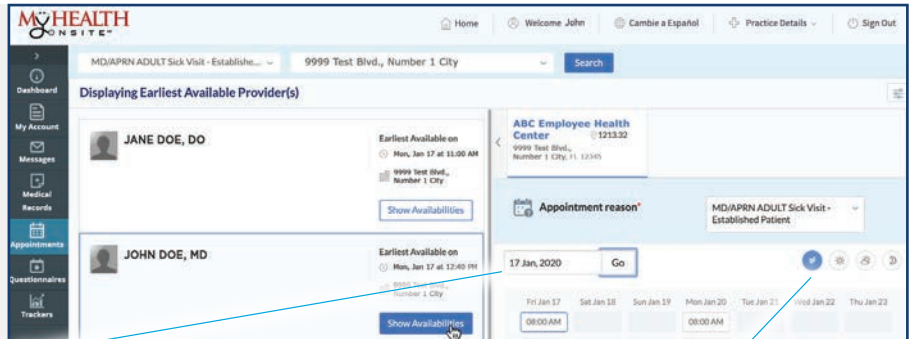 MYHEALTH
ONSITE
Home
Welcome John
Cambie a Español
Practice Details
Sign Out
MD/APRN ADULT Sick Visit - Establishe...
9999 Test Blvd., Number 1 City
Search
Dashboard
My Account
Messages
Medical
Records
Appointments
Questionnaires
Trackers
Displaying Earliest Available Provider(s)
JANE DOE, DO
Earliest Available on
Mon, Jan 17 at 11:00 AM
9999 Test Blvd.,
Number 1 City
Show Availabilities
JOHN DOE, MD
Earliest Available on
Mon, Jan 17 at 12:40 PM
9999 Test Blvd.,
Number 1 City
Show Availabilities
ABC Employee Health
Center
1213.32
9999 Test Blvd.,
Number 1 City, FL 12345
Appointment reason*
MD/APRN ADULT Sick Visit -
Established Patient
17 Jan, 2020
Go
Fri Jan 17 Sat Jan 18 Sun Jan 19 Mon Jan 20 Tue Jan 21 Wed Jan 22 Thu Jan 23
08:00 AM 08:00 AM